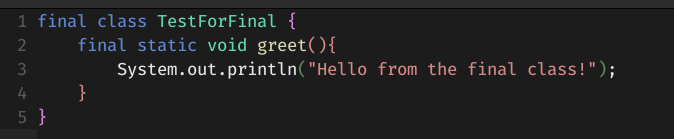 1 final class TestForFinal {
2     final static void greet(){
3         System.out.println("Hello from the final class!");
4     }
5 }